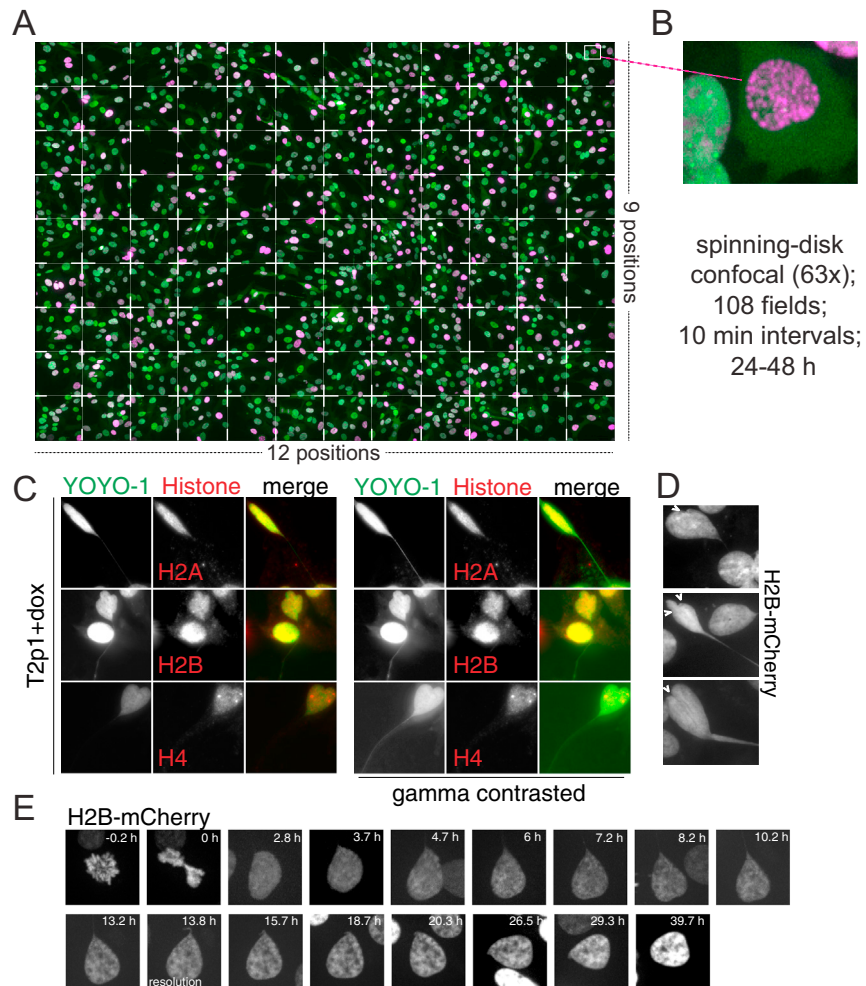 A
B
9 positions
12 positions
spinning-disk
confocal (63x);
108 fields;
10 min intervals;
24-48 h
C
YOYO-1 Histone merge YOYO-1 Histone merge
T2p1+dox
H2A H2A
H2B H2B
H4 H4
gamma contrasted
D
H2B-mCherry
E
H2B-mCherry
-0.2 h 0 h 2.8 h 3.7 h 4.7 h 6 h 7.2 h 8.2 h 10.2 h
13.2 h 13.8 h 15.7 h 18.7 h 20.3 h 26.5 h 29.3 h 39.7 h
resolution